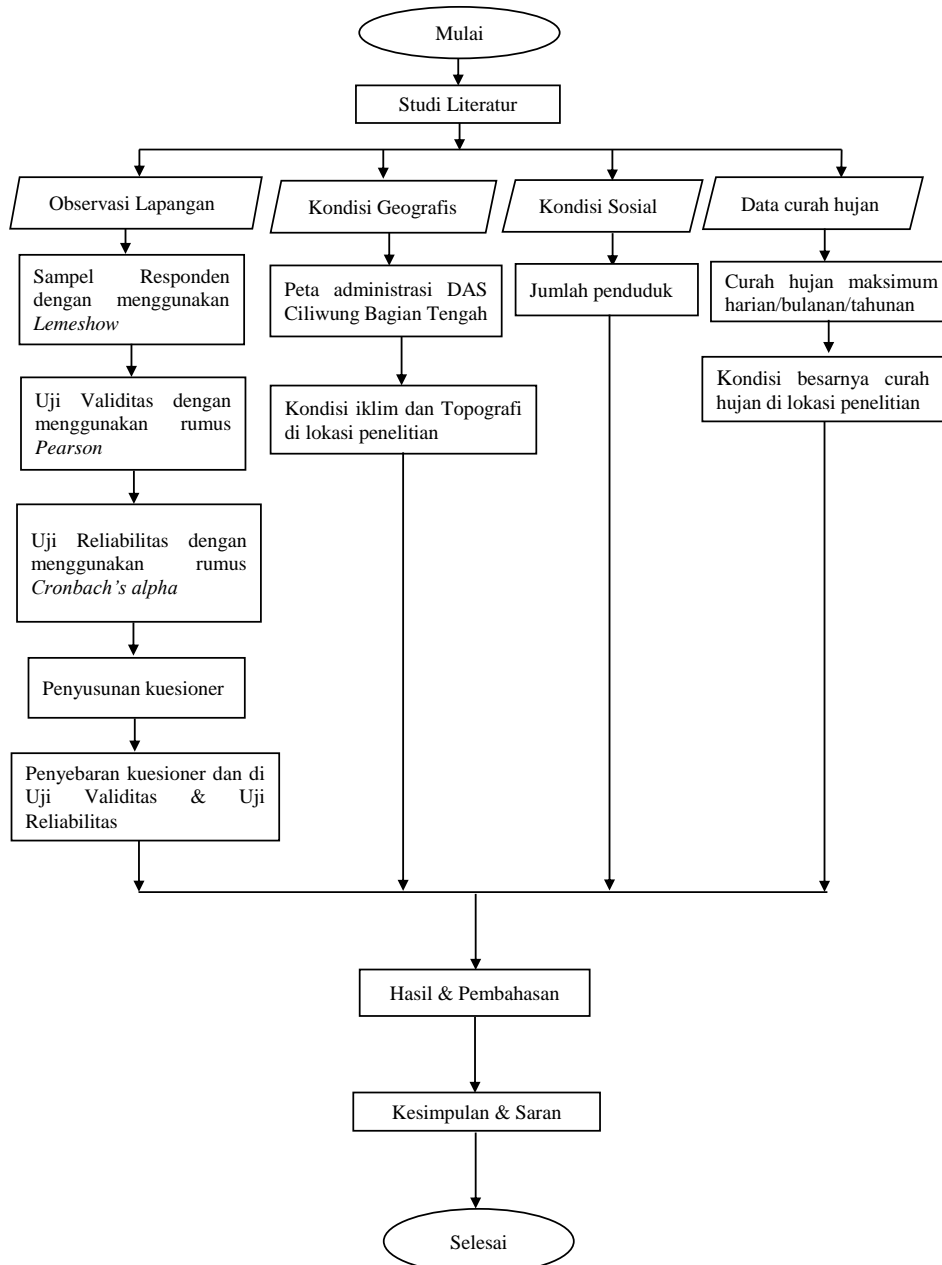 Mulai
Studi Literatur
Observasi Lapangan
Kondisi Geografis
Kondisi Sosial
Data curah hujan
Sampel Responden
dengan menggunakan
Lemeshow
Uji Validitas dengan
menggunakan rumus
Pearson
Uji Reliabilitas dengan
menggunakan rumus
Cronbach's alpha
Penyusunan kuesioner
Penyebaran kuesioner dan di
Uji Validitas & Uji
Reliabilitas
Peta administrasi DAS
Ciliwung Bagian Tengah
Kondisi iklim dan Topografi
di lokasi penelitian
Jumlah penduduk
Curah hujan maksimum
harian/bulanan/tahunan
Kondisi besarnya curah
hujan di lokasi penelitian
Hasil & Pembahasan
Kesimpulan & Saran
Selesai